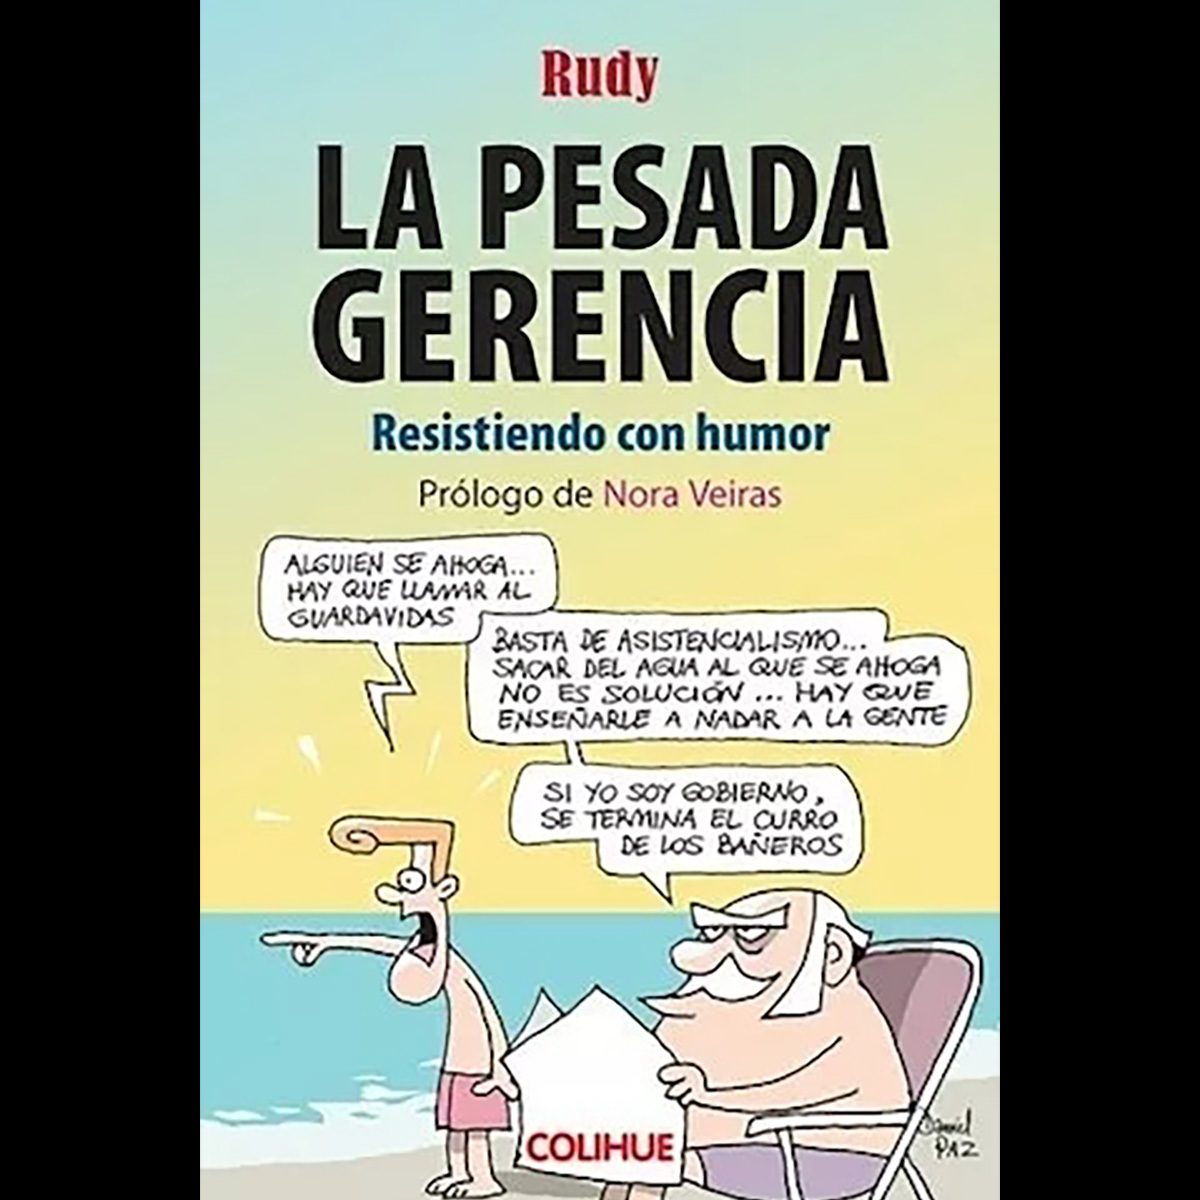 Rudy
LA PESADA
GERENCIA
Resistiendo con humor
Prólogo de Nora Veiras
ALGUIEN SE AHOGA...
HAY QUE LLAMAR AL
GUARDAVIDAS
BASTA DE ASISTENCIALISMO...
SACAR DEL AGUA AL QUE SE AHOGA
NO ES SOLUCIÓN ... HAY QUE
ENSEÑARLE A NADAR A LA GENTE
SI YO SOY GOBIERNO,
SE TERMINA EL CURRO
DE LOS BAÑEROS
COLIHUE
Daniel
PAZ